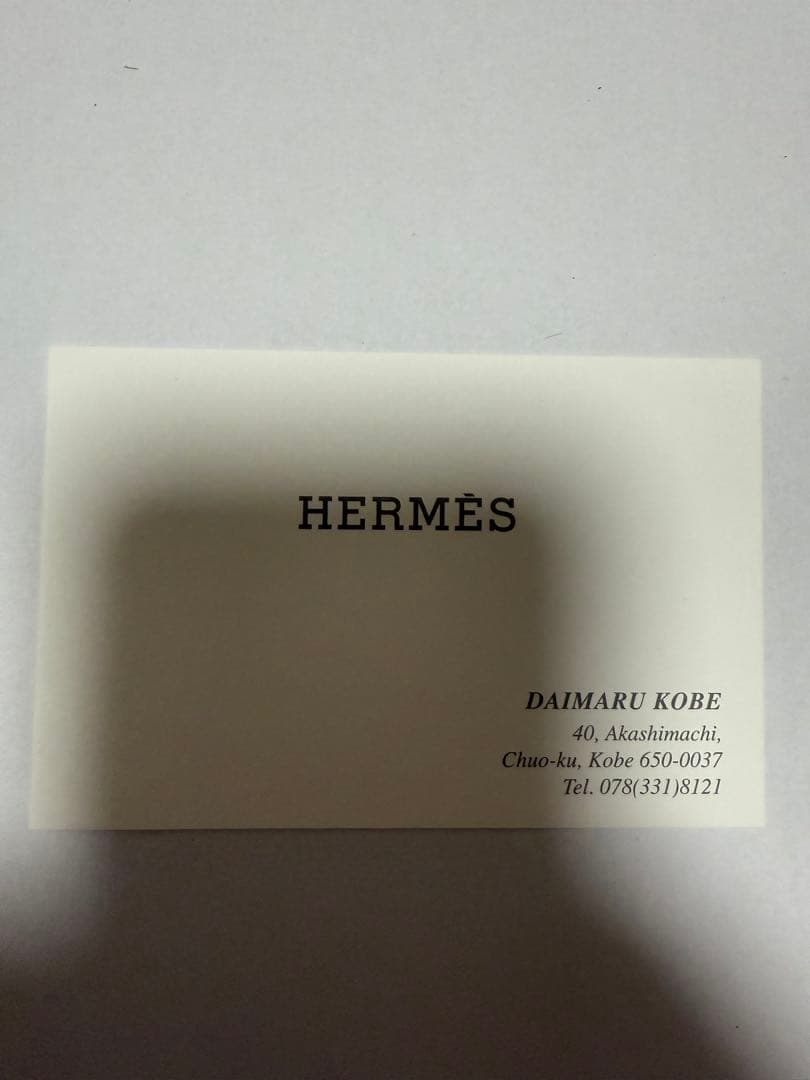 HERMÈS
DAIMARU KOBE
40, Akashimachi,
Chuo-ku, Kobe 650-0037
Tel. 078(331)8121